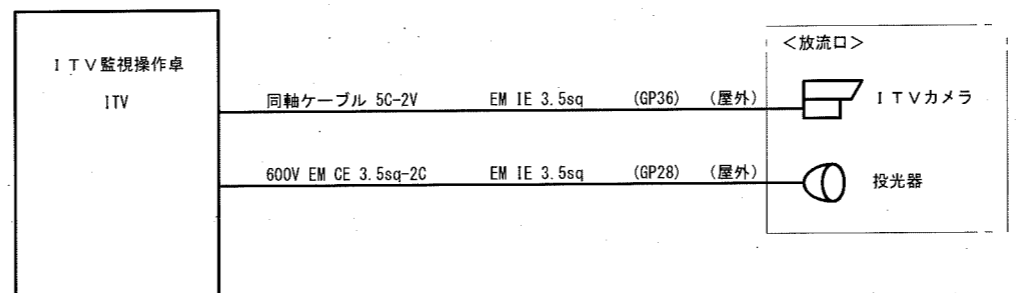 ＜放流口＞
ＩＴＶ監視操作卓
ITV
同軸ケーブル 5C-2V EM IE 3.5sq (GP36) (屋外)
ＩＴＶカメラ
600V EM CE 3.5sq-2C EM IE 3.5sq (GP28) (屋外)
投光器